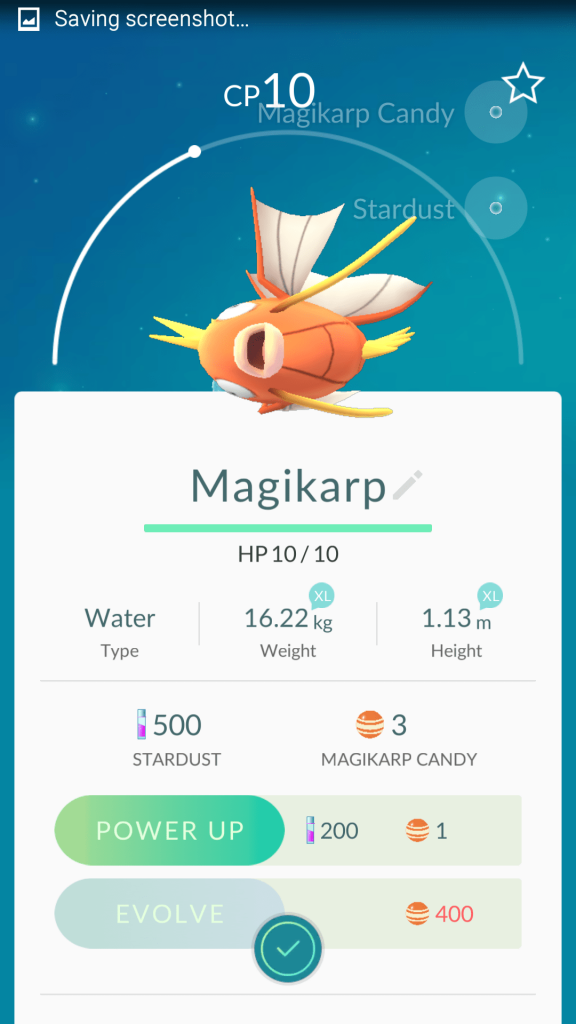 Saving screenshot...
CP10
Magikarp Candy
Stardust
Magikarp
HP 10 / 10
XL XL
Water 16.22 kg 1.13 m
Type Weight Height
500 3
STARDUST MAGIKARP CANDY
POWER UP 200 1
EVOLVE 400